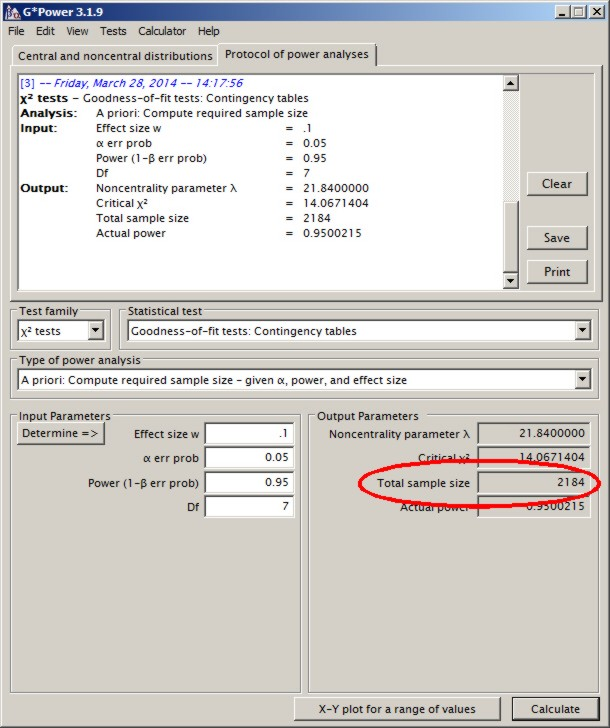 G*Power 3.1.9
File Edit View Tests Calculator Help
Central and noncentral distributions Protocol of power analyses
[3] -- Friday, March 28, 2014 -- 14:17:56
χ² tests – Goodness-of-fit tests: Contingency tables
Analysis: A priori: Compute required sample size
Input: Effect size w = .1
α err prob = 0.05
Power (1-β err prob) = 0.95
Df = 7
Output: Noncentrality parameter λ = 21.8400000
Critical χ² = 14.0671404
Total sample size = 2184
Actual power = 0.9500215
Clear
Save
Print
Test family Statistical test
χ² tests Goodness-of-fit tests: Contingency tables
Type of power analysis
A priori: Compute required sample size – given α, power, and effect size
Input Parameters Output Parameters
Determine => Effect size w .1 Noncentrality parameter λ 21.8400000
α err prob 0.05 Critical χ² 14.0671404
Power (1-β err prob) 0.95 Total sample size 2184
Df 7 Actual power 0.9500215
X-Y plot for a range of values Calculate